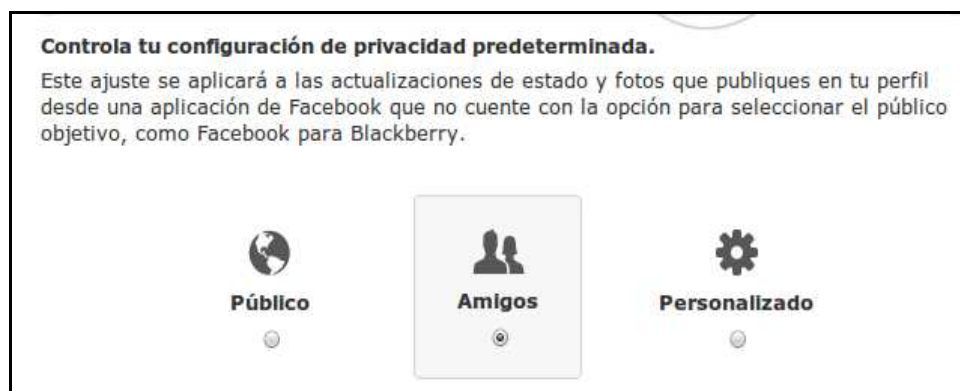 Controla tu configuración de privacidad predeterminada.
Este ajuste se aplicará a las actualizaciones de estado y fotos que publiques en tu perfil
desde una aplicación de Facebook que no cuente con la opción para seleccionar el público
objetivo, como Facebook para Blackberry.
Público
Amigos
Personalizado